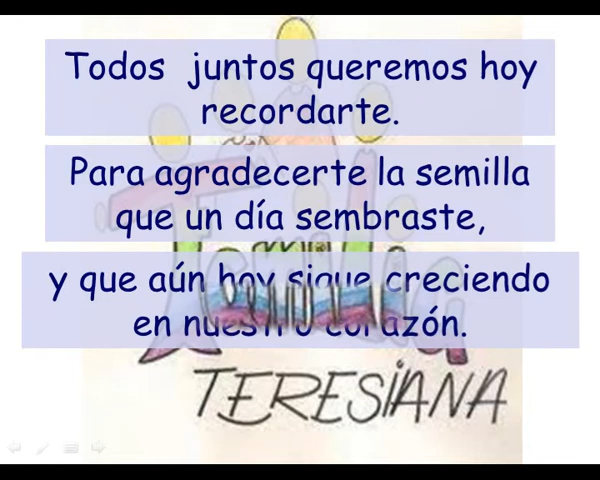 Todos juntos queremos hoy
recordarte.
Para agradecerte la semilla
que un día sembraste,
y que aún hoy sigue creciendo
en nuestro corazón.
Familia
TERESIANA